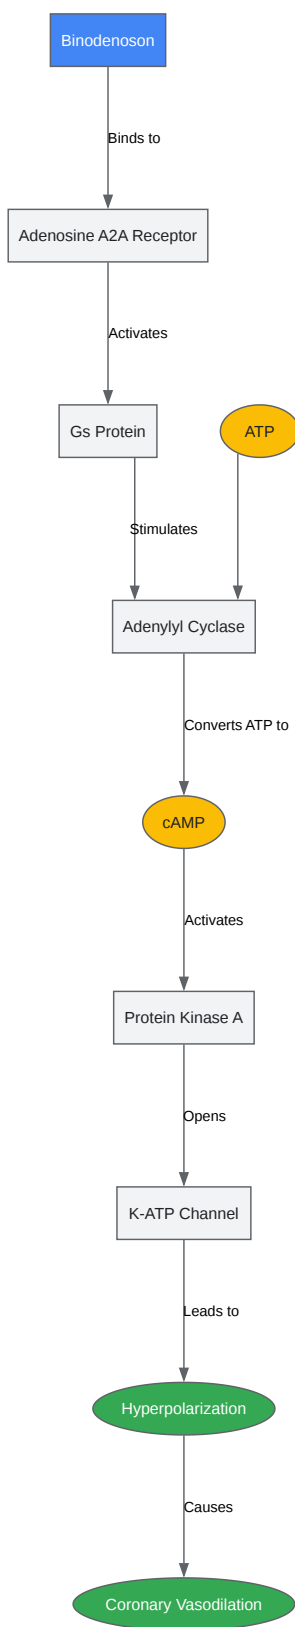 Binodenoson
Binds to
Adenosine A2A Receptor
Activates
Gs Protein
ATP
Stimulates
Adenylyl Cyclase
Converts ATP to
cAMP
Activates
Protein Kinase A
Opens
K-ATP Channel
Leads to
Hyperpolarization
Causes
Coronary Vasodilation